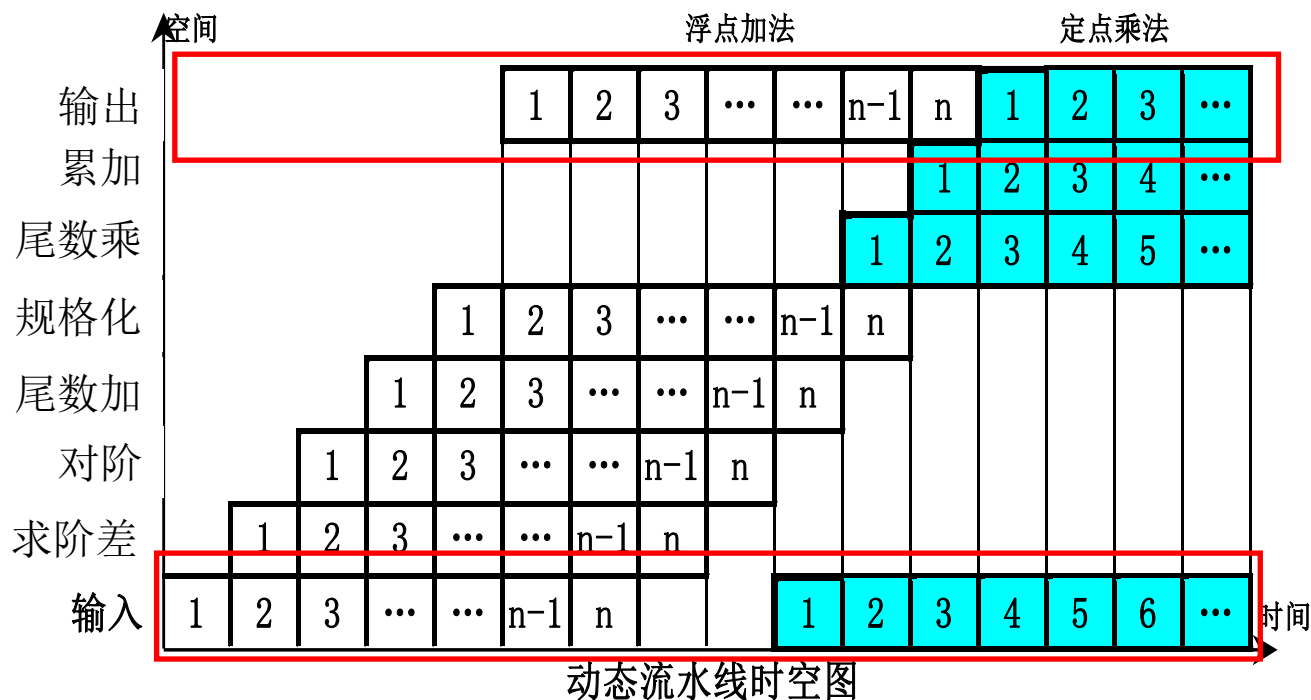 空间 浮点加法 定点乘法
输出 1 2 3 … … n-1 n 1 2 3 …
累加 1 2 3 4 …
尾数乘 1 2 3 4 5 …
规格化 1 2 3 … … n-1 n
尾数加 1 2 3 … … n-1 n
对阶 1 2 3 … … n-1 n
求阶差 1 2 3 … … n-1 n
输入 1 2 3 … … n-1 n 1 2 3 4 5 6 … 时间
动态流水线时空图